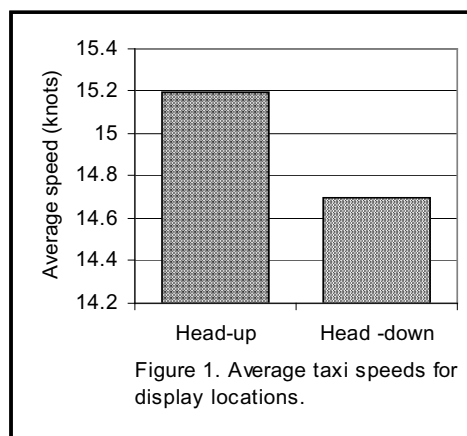 Average speed (knots)
15.4
15.2
15
14.8
14.6
14.4
14.2
Head-up Head -down
Figure 1. Average taxi speeds for
display locations.